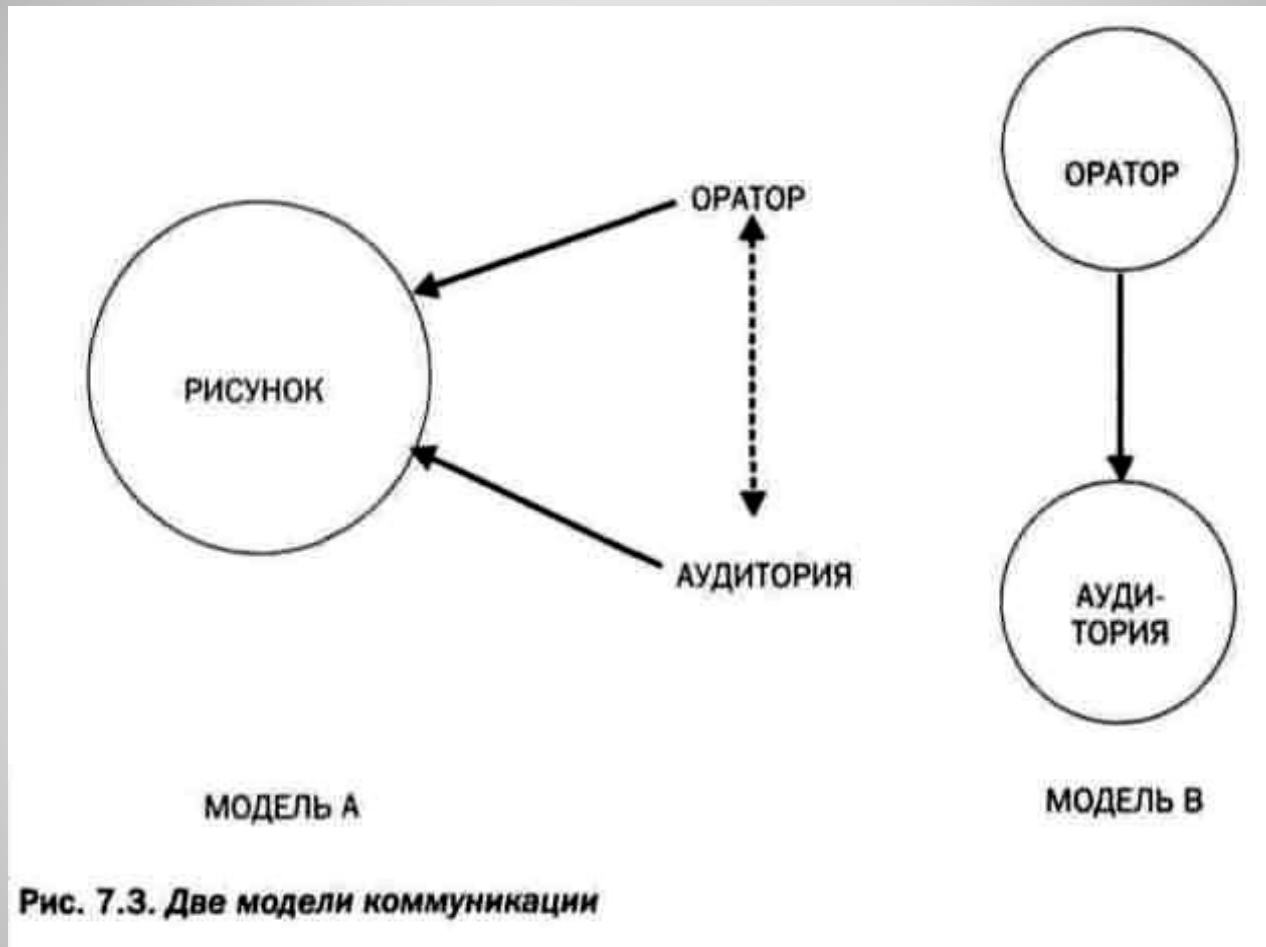 ОРАТОР
РИСУНОК
АУДИТОРИЯ
МОДЕЛЬ А
ОРАТОР
АУДИ-
ТОРИЯ
МОДЕЛЬ В
Рис. 7.3. Две модели коммуникации